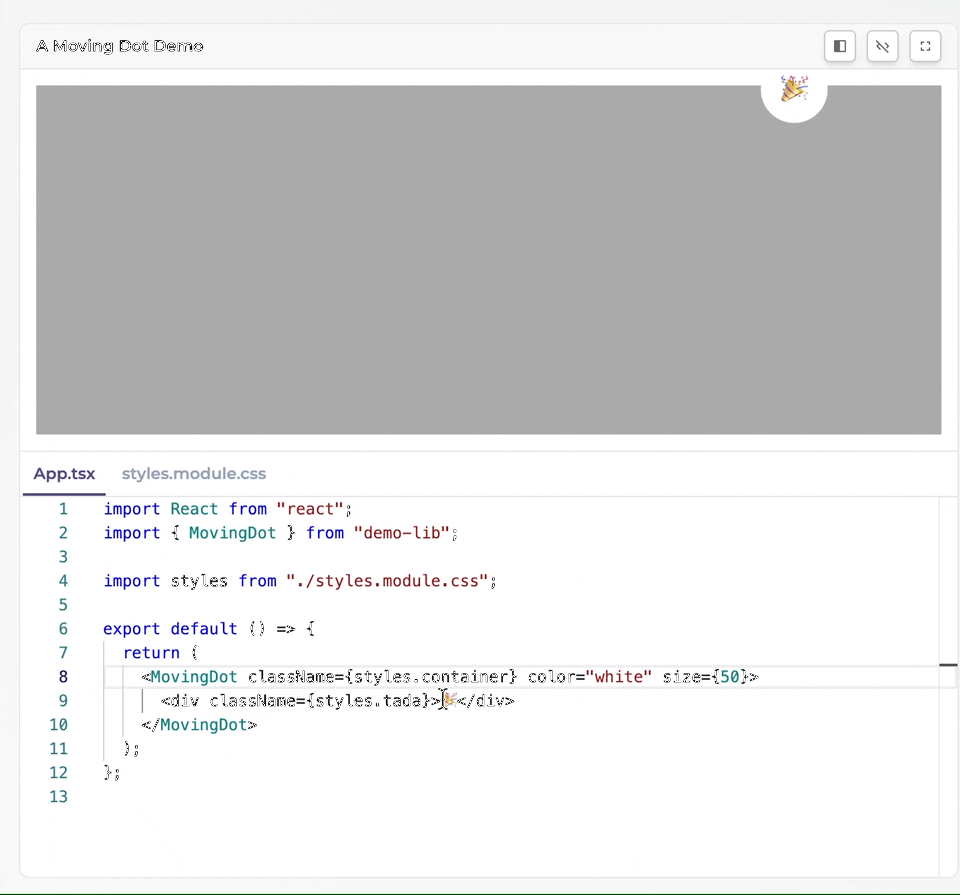 A Moving Dot Demo
🎉
App.tsx styles.module.css
1 import React from "react";
2 import { MovingDot } from "demo-lib";
3
4 import styles from "./styles.module.css";
5
6 export default () => {
7 return (
8 <MovingDot className={styles.container} color="white" size={50}>
9 <div className={styles.tada}>🎉</div>
10 </MovingDot>
11 );
12 };
13